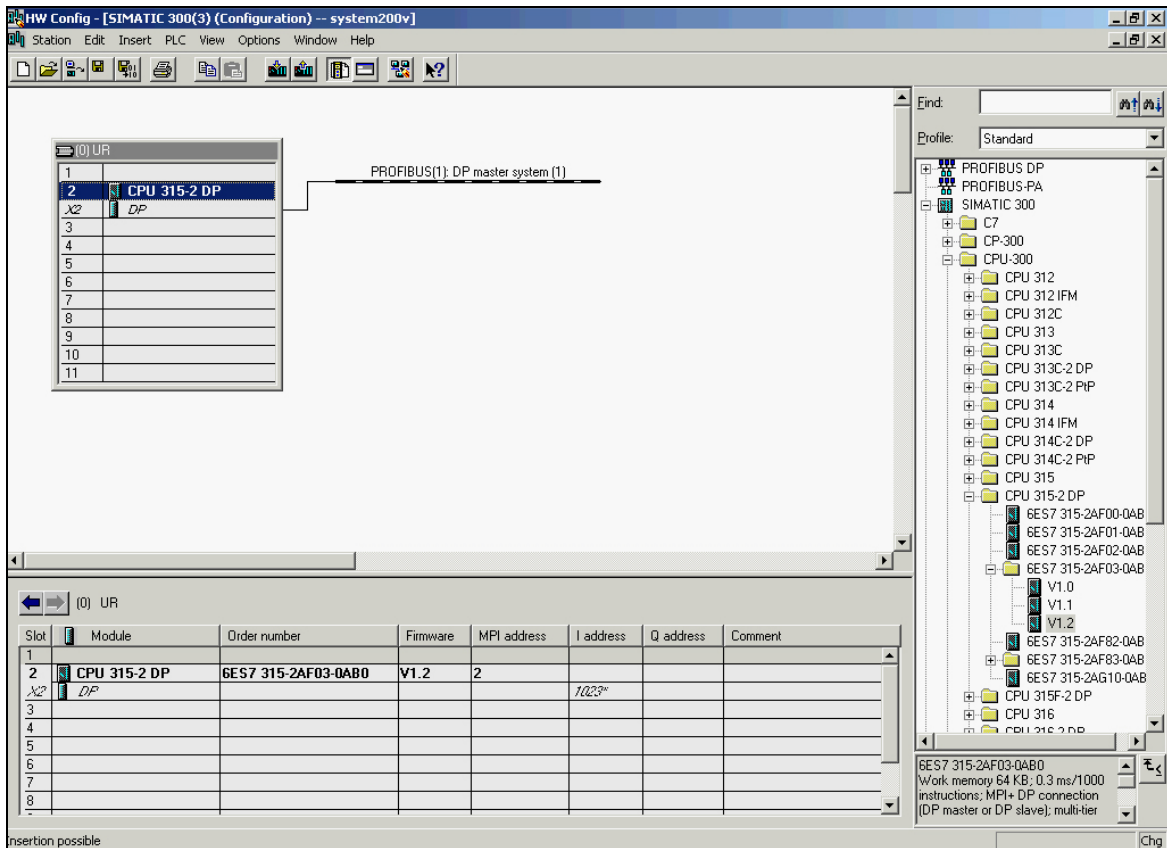 HW Config - [SIMATIC 300(3) (Configuration) -- system200v]
Station Edit Insert PLC View Options Window Help
(0) UR
1
2 CPU 315-2 DP
X2 DP
3
4
5
6
7
8
9
10
11
PROFIBUS(1): DP master system (1)
Find:
Profile: Standard
PROFIBUS DP
PROFIBUS-PA
SIMATIC 300
C7
CP-300
CPU-300
CPU 312
CPU 312 IFM
CPU 312C
CPU 313
CPU 313C
CPU 313C-2 DP
CPU 313C-2 PtP
CPU 314
CPU 314 IFM
CPU 314C-2 DP
CPU 314C-2 PtP
CPU 315
CPU 315-2 DP
6ES7 315-2AF00-0AB
6ES7 315-2AF01-0AB
6ES7 315-2AF02-0AB
6ES7 315-2AF03-0AB
V1.0
V1.1
V1.2
6ES7 315-2AF82-0AB
6ES7 315-2AF83-0AB
6ES7 315-2AG10-0AB
CPU 315F-2 DP
CPU 316
CPU 316-2 DP
(0) UR
Slot Module Order number Firmware MPI address I address Q address Comment
1
2 CPU 315-2 DP 6ES7 315-2AF03-0AB0 V1.2 2
X2 DP 1023*
3
4
5
6
7
8
6ES7 315-2AF03-0AB0
Work memory 64 KB; 0.3 ms/1000
instructions; MPI+ DP connection
(DP master or DP slave); multi-tier
Insertion possible
Chg